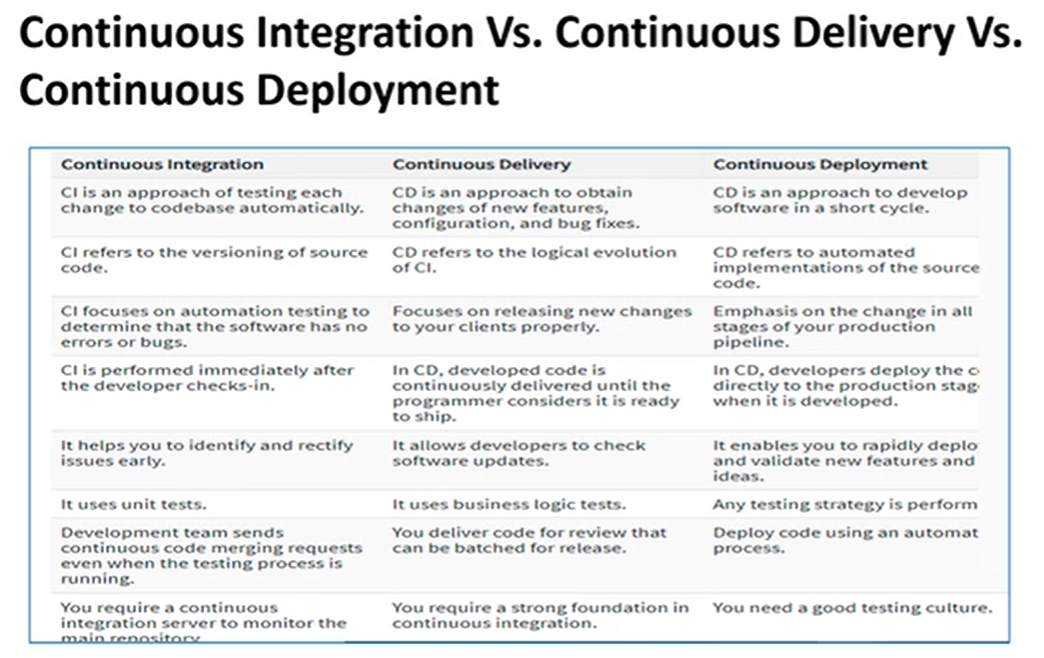 Continuous Integration Vs. Continuous Delivery Vs.
Continuous Deployment
Continuous Integration
Continuous Delivery
Continuous Deployment
CI is an approach of testing each
change to codebase automatically.
CD is an approach to obtain
changes of new features,
configuration, and bug fixes.
CD is an approach to develop
software in a short cycle.
CI refers to the versioning of source
code.
CD refers to the logical evolution
of CI.
CD refers to automated
implementations of the source
code.
CI focuses on automation testing to
determine that the software has no
errors or bugs.
Focuses on releasing new changes
to your clients properly.
Emphasis on the change in all
stages of your production
pipeline.
CI is performed immediately after
the developer checks-in.
In CD, developed code is
continuously delivered until the
programmer considers it is ready
to ship.
In CD, developers deploy the
directly to the production
when it is developed.
It helps you to identify and rectify
issues early.
It allows developers to check
software updates.
It enables you to rapidly
and validate new features and
ideas.
It uses unit tests.
It uses business logic tests.
Any testing strategy is perform
Development team sends
continuous code merging requests
even when the testing process is
running.
You deliver code for review that
can be batched for release.
Deploy code using an automat
process.
You require a continuous
integration server to monitor the
main repository
You require a strong foundation in
continuous integration.
You need a good testing culture.